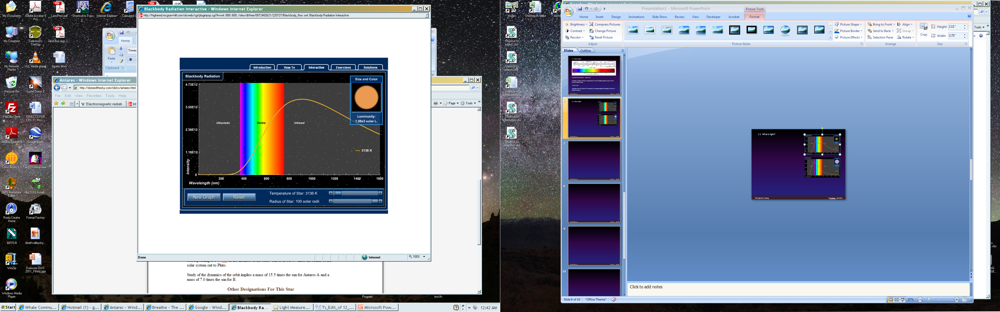 My Documents
Adobe Acrobat 9 Pro
LancPres.pdf
Shortcut to Topo
Internet Explorer
Calculator
My Computer
Celestron's TheSky
land.dvp.regs.2...
My Network Places
VLC media player
figures.docx
Recycle Bin
Surfer Demo 9
FileZilla Client
OBJECTS FOR CPC 11, Nov...
Adobe Reader 9
Google Earth
Lotus Notes 6.5
acp-51-setup.exe
NPS Metadata Editor
npp.5.8.6.Install...
Roxio Creator Home
Format Factory
ib015.fit
deathvalleysky...
WinZip
Duriscoe GWS 2011_FINAL.ppt
Windows Media Player
Home
Times
Paste
B
Clipboard
Antares - Windows Internet Explorer
http://domeofthesky.com/clicks/antares.html
File Edit View Favorites Tools Help
Electromagnetic radiati...
Int
Page
Tools
Blackbody Radiation Interactive - Windows Internet Explorer
http://highered.mcgraw-hill.com/olcweb/cgi/pluginpop.cgi?it=swf::800::600::/sites/dl/free/0072482621/220727/Blackbody_Nav.swf::Blackbody Radiation Interactive
Introduction How To Interactive Exercises Solutions
Blackbody Radiation
Size and Color
4.73E12
3.55E12
2.36E12
1.18E12
0
Intensity
Ultraviolet Visible Infrared
Luminosity:
1.08e3 solar L.
3136 K
200 400 600 800 1000 1200 1400 1600
Wavelength (nm)
New Graph
Reset
Temperature of Star: 3136 K
Radius of Star: 100 solar radii
Done
Internet
100%
solar system out to Pluto.
Study of the dynamics of the orbit implies a mass of 15.5 times the sun for Antares A and a
mass of 7.0 times the sun for B.
Other Designations For This Star
Program
esri.flv
Start
Whale Commu...
Hotmail (1) - g...
Antares - Wind...
Breathe - The ...
Google - Wind...
Blackbody Ra...
Light Measure...
Ts_Edit_of 12_...
Microsoft Pow...
12:42 AM
Hugin
Shortcut to filelist
Shortcut to index2.vbs
Shortcut to places.vbs
Shortcut to lightdomes.xlsx
Shortcut to lightdomes.vbs
Shortcut to snapshot.vbs
Presentation1 - Microsoft PowerPoint
Picture Tools
Home Insert Design Animations Slide Show Review View Developer Acrobat Format
Brightness
Contrast
Recolor
Compress Pictures
Change Picture
Reset Picture
Adjust
Picture Styles
Picture Shape
Picture Border
Picture Effects
Bring to Front
Send to Back
Selection Pane
Align
Group
Rotate
Arrange
Crop
Height: 2.11"
Width: 3.75"
Size
Tools
Slides Outline
5
6
7
8
9
10
1.1 What is light?
NPS Night Sky Training
Click to add notes
Slide 6 of 10
"Office Theme"
37%